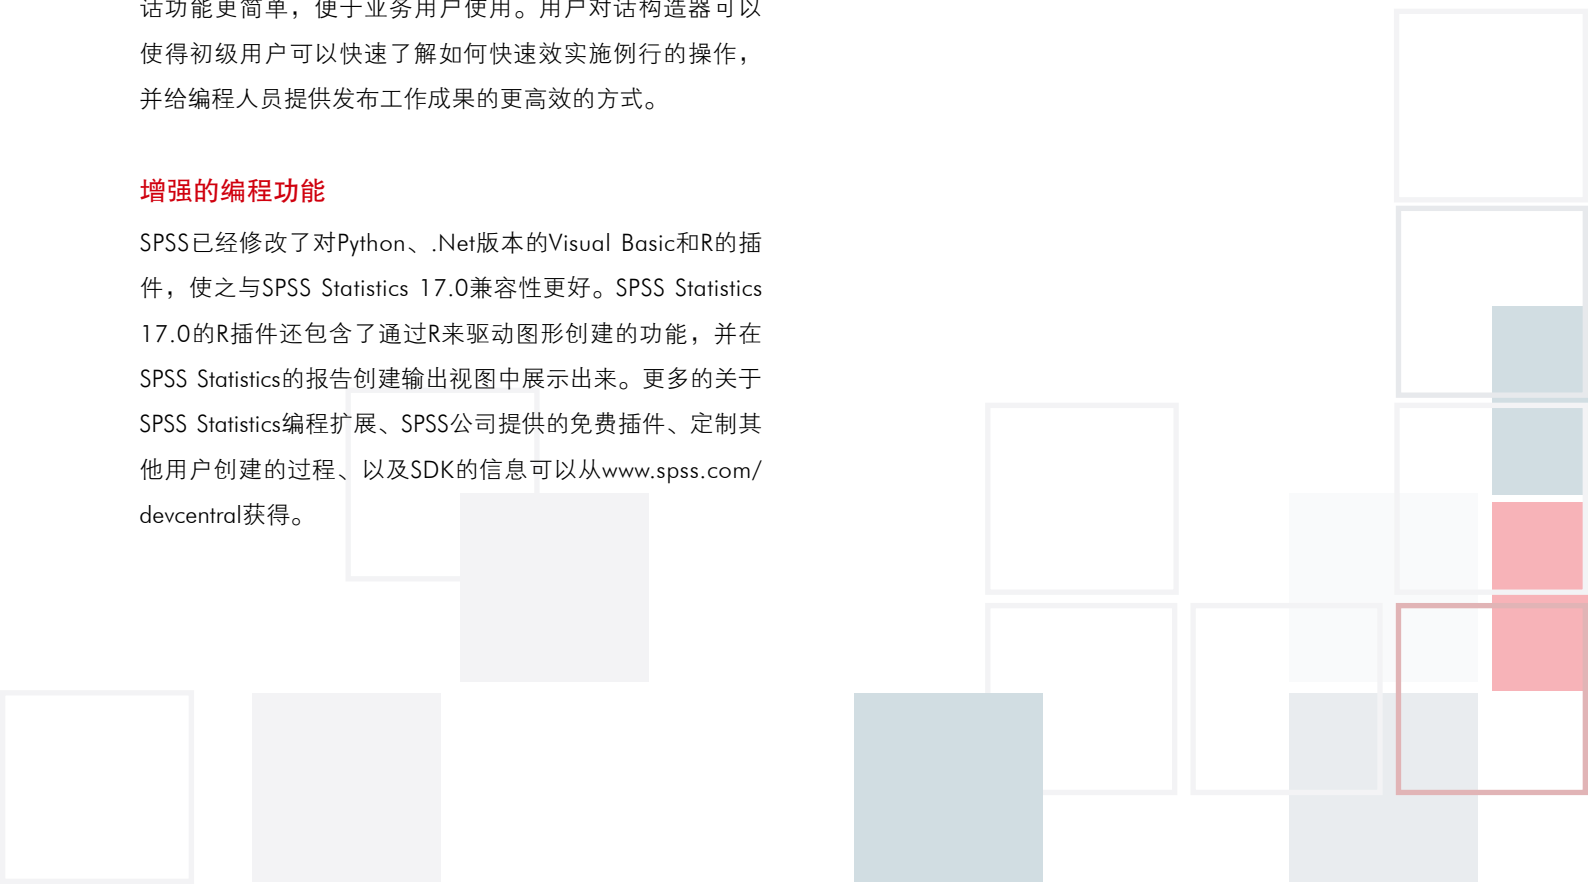 话功能更简单，便于业务用户使用。用户对话构造器可以
使得初级用户可以快速了解如何快速效实施例行的操作，
并给编程人员提供发布工作成果的更高效的方式。
增强的编程功能
SPSS已经修改了对Python、.Net版本的Visual Basic和R的插
件，使之与SPSS Statistics 17.0兼容性更好。SPSS Statistics
17.0的R插件还包含了通过R来驱动图形创建的功能，并在
SPSS Statistics的报告创建输出视图中展示出来。更多的关于
SPSS Statistics编程扩展、SPSS公司提供的免费插件、定制其
他用户创建的过程、以及SDK的信息可以从www.spss.com/
devcentral获得。